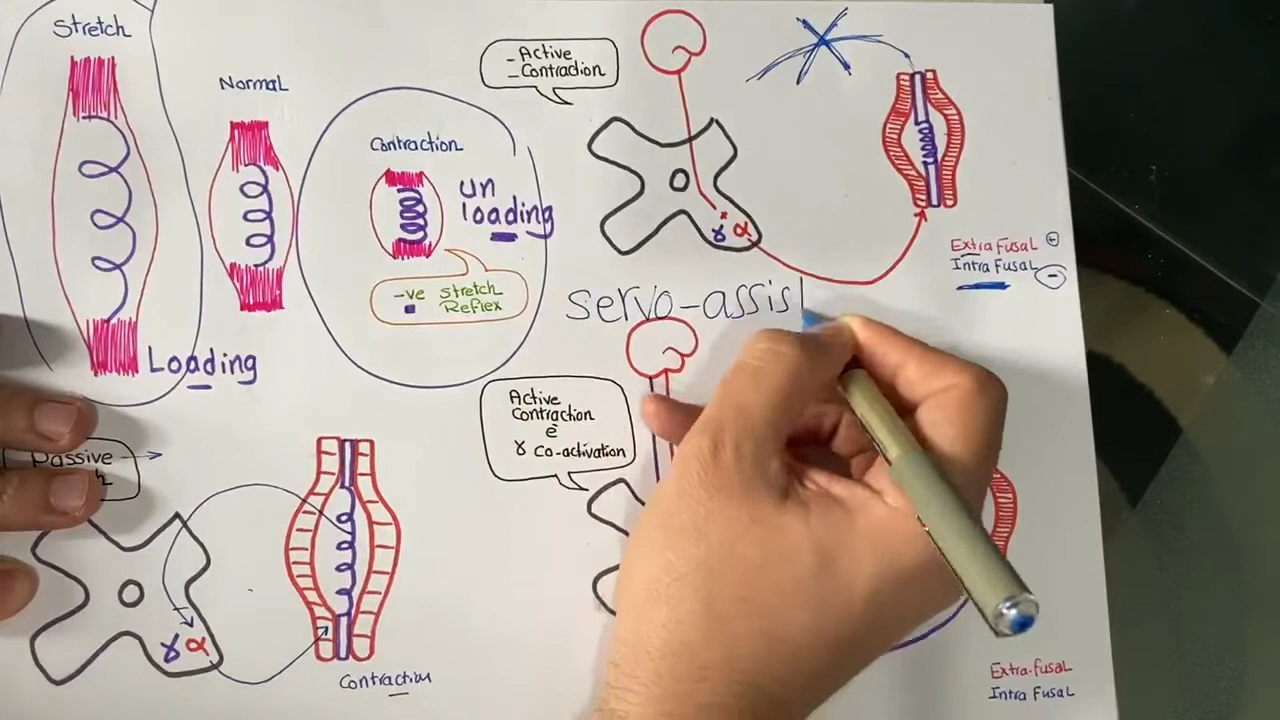 Stretch
Normal
Contraction
un
loading
-ve stretch
Reflex
Loading
- Active
- Contraction
γ α
Extra Fusal +
Intra Fusal -
servo-assis
Active
Contraction
ē
γ Co-activation
Passive
γ α
Contraction
Extra-fusal
Intra Fusal